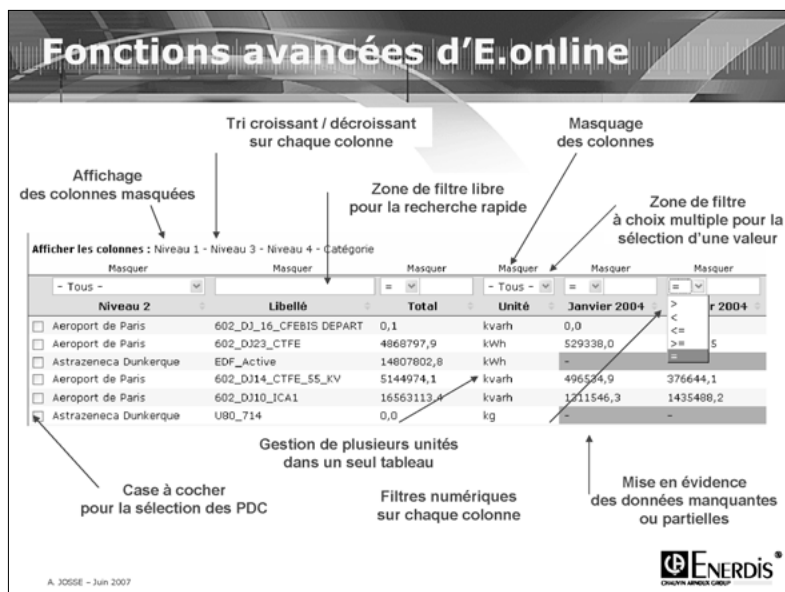 Fonctions avancées d'E.online
Tri croissant / décroissant
sur chaque colonne
Masquage
des colonnes
Affichage
des colonnes masquées
Zone de filtre libre
pour la recherche rapide
Zone de filtre
à choix multiple pour la
sélection d'une valeur
Afficher les colonnes : Niveau 1 - Niveau 3 - Niveau 4 - Catégorie
Masquer Masquer Masquer Masquer Masquer Masquer
- Tous - = - Tous - = =
Niveau 2 Libellé Total Unité Janvier 2004 r 2004
>
<
<=
>=
=
Aeroport de Paris 602_DJ_16_CFEBIS DEPART 0,1 kvarh 0,0
Aeroport de Paris 602_DJ23_CTFE 4868797,9 kWh 529338,0 5
Astrazeneca Dunkerque EDF_Active 14807802,8 kWh -
Aeroport de Paris 602_DJ14_CTFE_55_KV 5144974,1 kvarh 496534,9 376644,1
Aeroport de Paris 602_DJ10_ICA1 16563113,4 kvarh 1311546,3 1435488,2
Astrazeneca Dunkerque U80_714 0,0 kg - -
Gestion de plusieurs unités
dans un seul tableau
Case à cocher
pour la sélection des PDC
Filtres numériques
sur chaque colonne
Mise en évidence
des données manquantes
ou partielles
A. JOSSE – Juin 2007
ENERDIS®
CHAUVIN ARNOUX GROUP